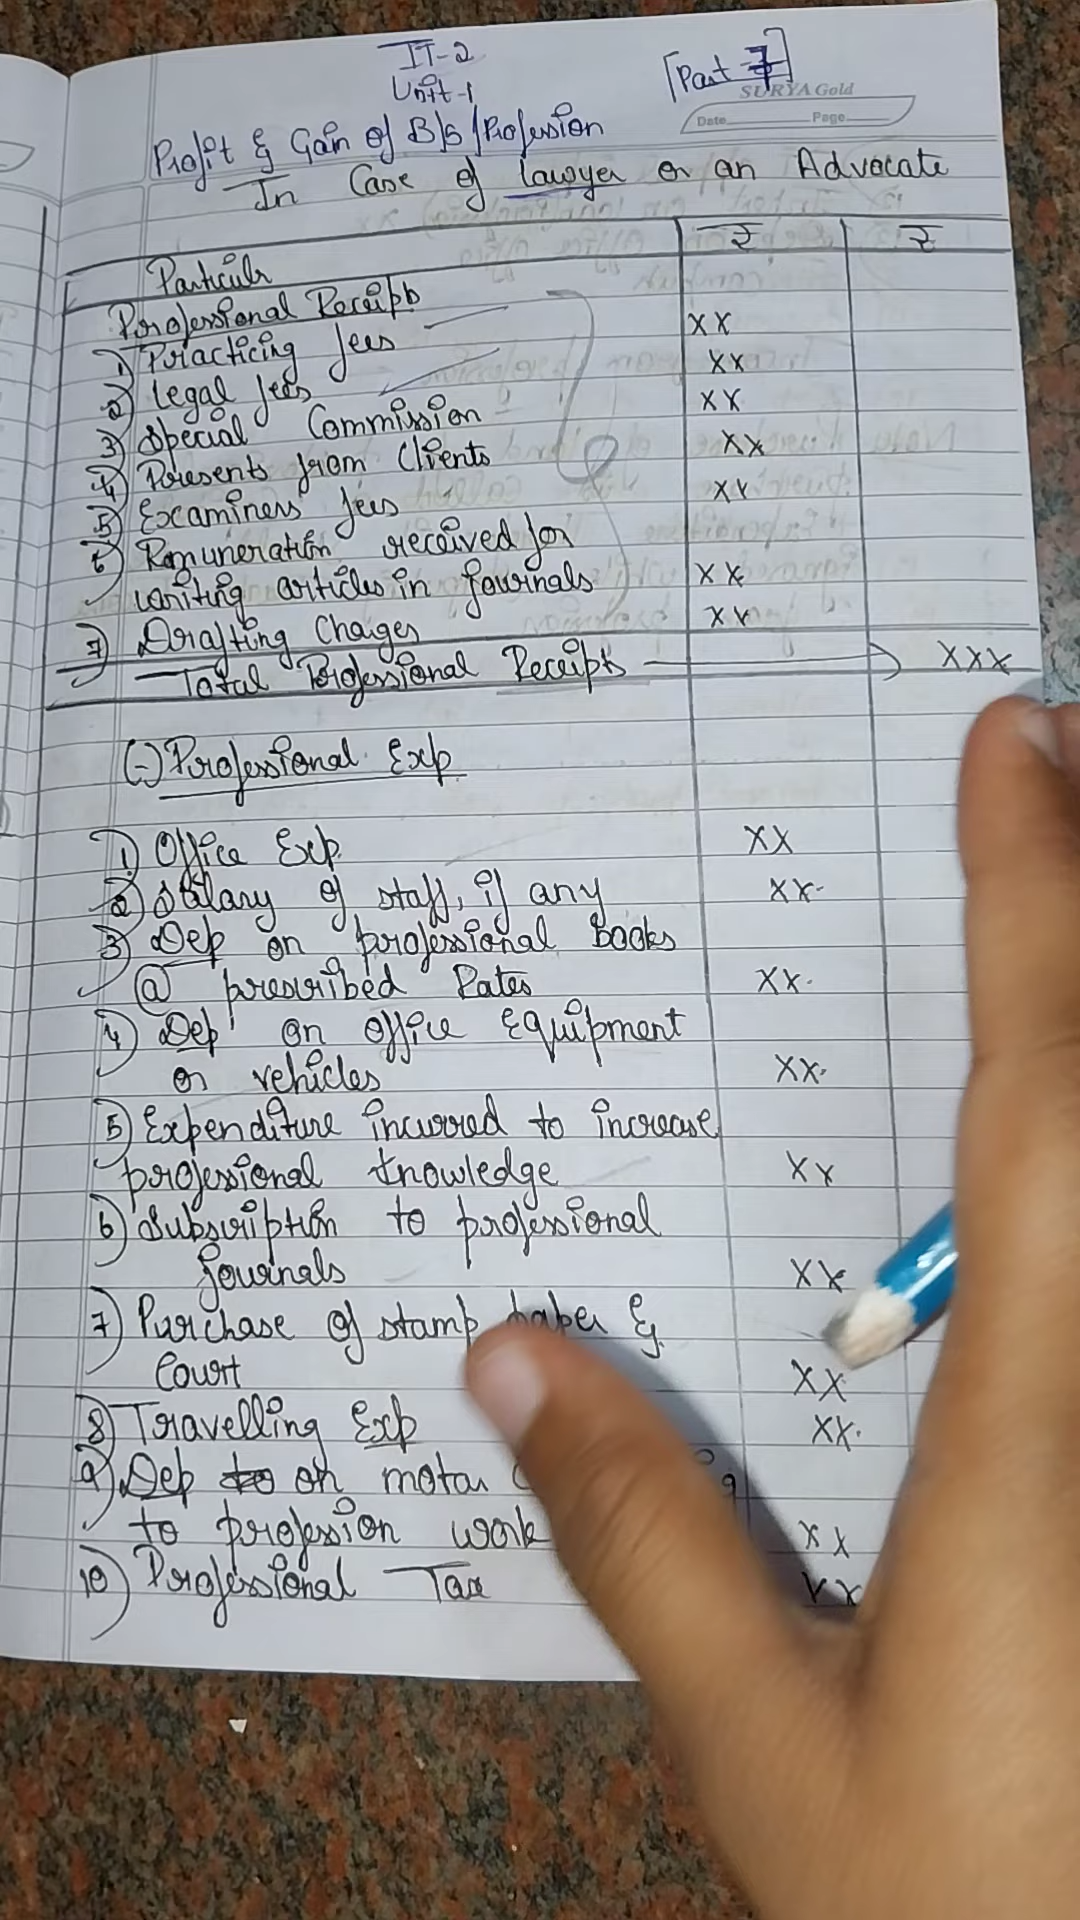 IT-2
Unit-1
[Part-7]
SURYA Gold
Date Page
Profit & Gain of B/s/Profession
In Case of Lawyer or an Advocate
Particulr ₹ ₹
Professional Receipts
1) Practicing fees XX
2) Legal fees XX
3) Special Commission XX
4) Presents from Clients XX
5) Examiners fees XX
6) Remuneration received for
writing articles in journals XX
7) Drafting Charges XX
Total Professional Receipts → XXX
(-) Professional Exp.
1) Office Exp. XX
2) Salary of staff, if any XX.
3) Dep on professional books
@ prescribed Rates XX.
4) Dep on office Equipment
or vehicles XX.
5) Expenditure incurred to increase
professional knowledge XX
6) Subscription to professional
journals XX
7) Purchase of stamp paper &
Court XX
8) Travelling Exp XX.
9) Dep on motor
to profession work XX
10) Professional Tax XX